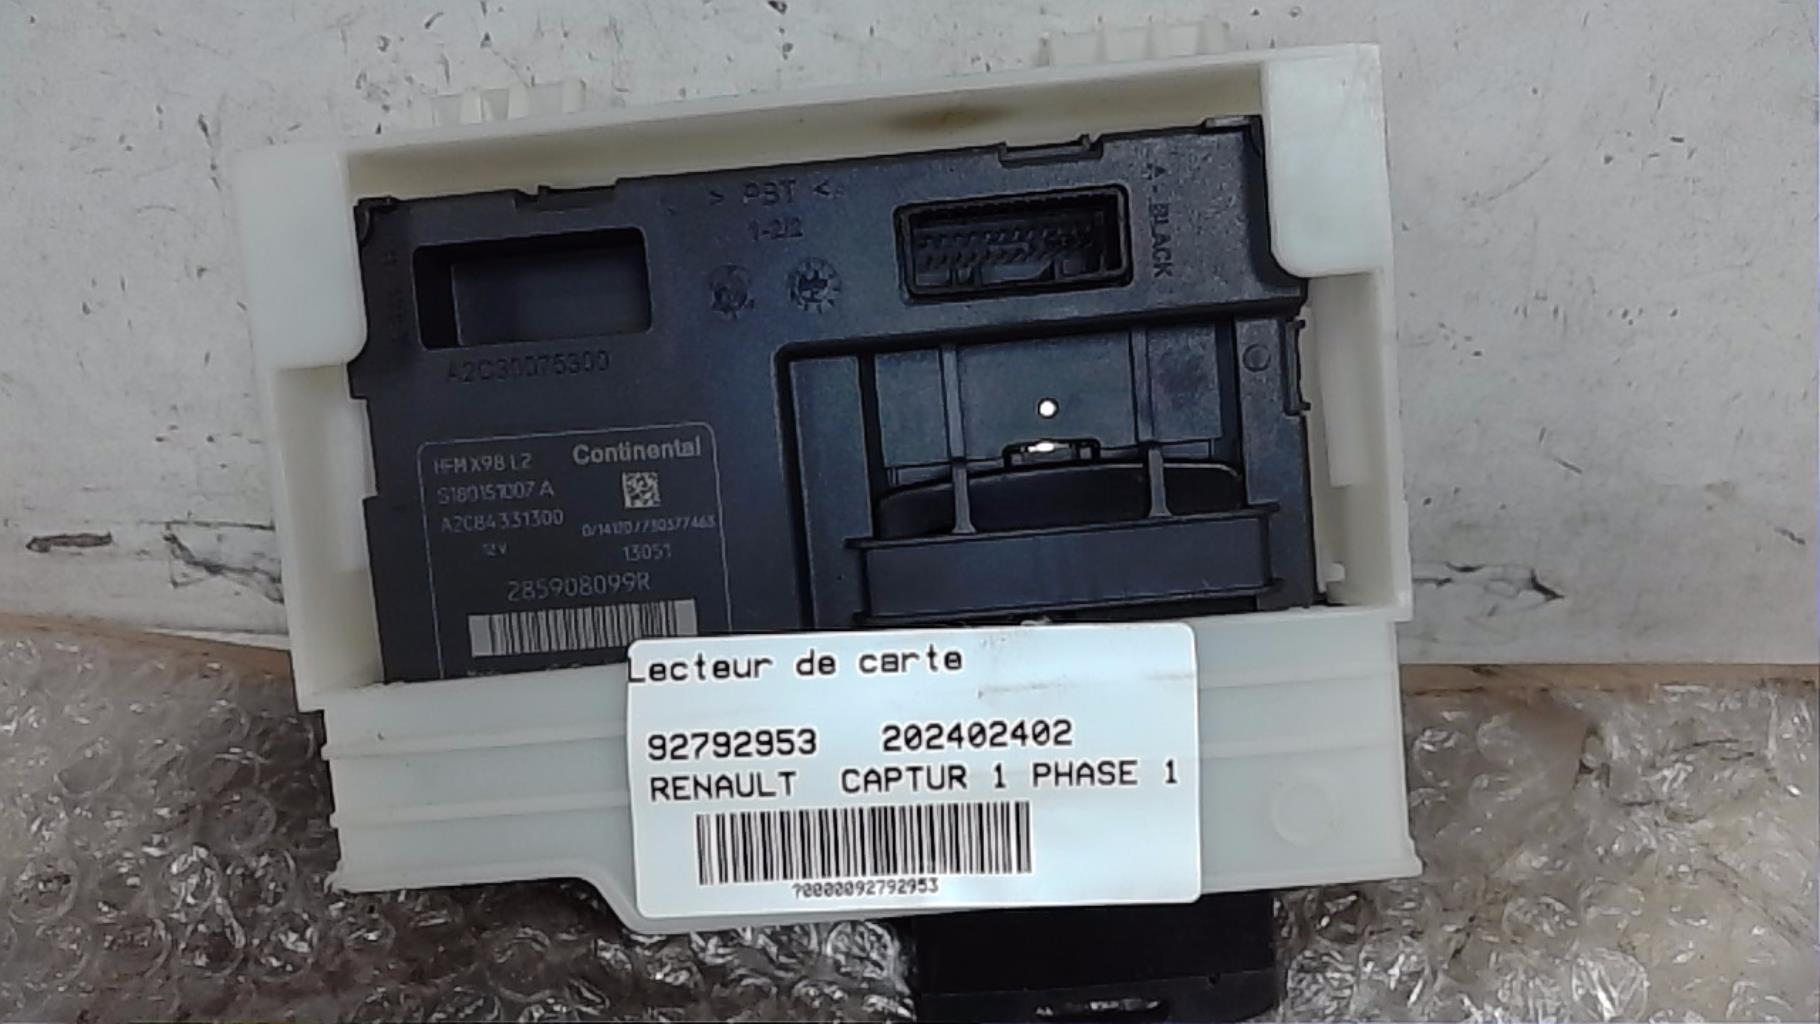 > PBT <
1-2/2
A - BLACK
A2C30075300
HFM X98 L2
Continental
S180151007 A
A2C84331300
12V
13051
285908099R
Lecteur de carte
92792953 202402402
RENAULT CAPTUR 1 PHASE 1
70000092792953